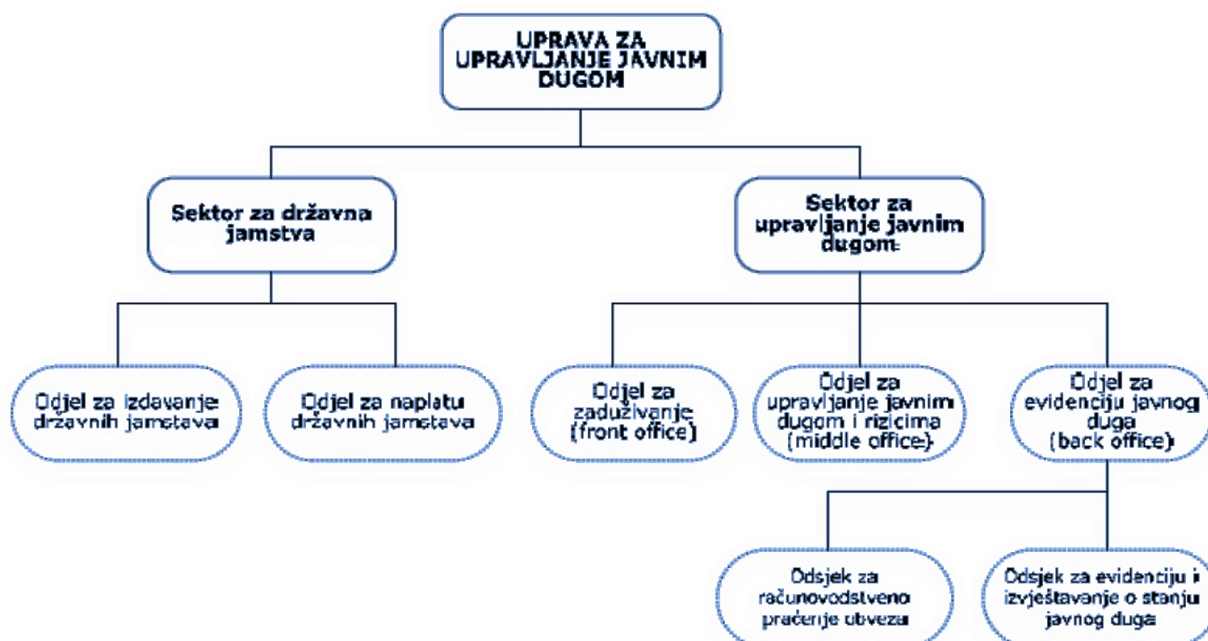 UPRAVA ZA
UPRAVLJANJE JAVNIM
DUGOM
Sektor za državna
jamstva
Sektor za
upravljanje javnim
dugom
Odjel za izdavanje
državnih jamstava
Odjel za naplatu
državnih jamstava
Odjel za
zaduživanje
(front office)
Odjel za
upravljanje javnim
dugom i rizicima
(middle office)
Odjel za
evidenciju javnog
duga
(back office)
Odsjek za
računovodstveno
praćenje obveza
Odsjek za evidenciju i
izvještavanje o stanju
javnog duga